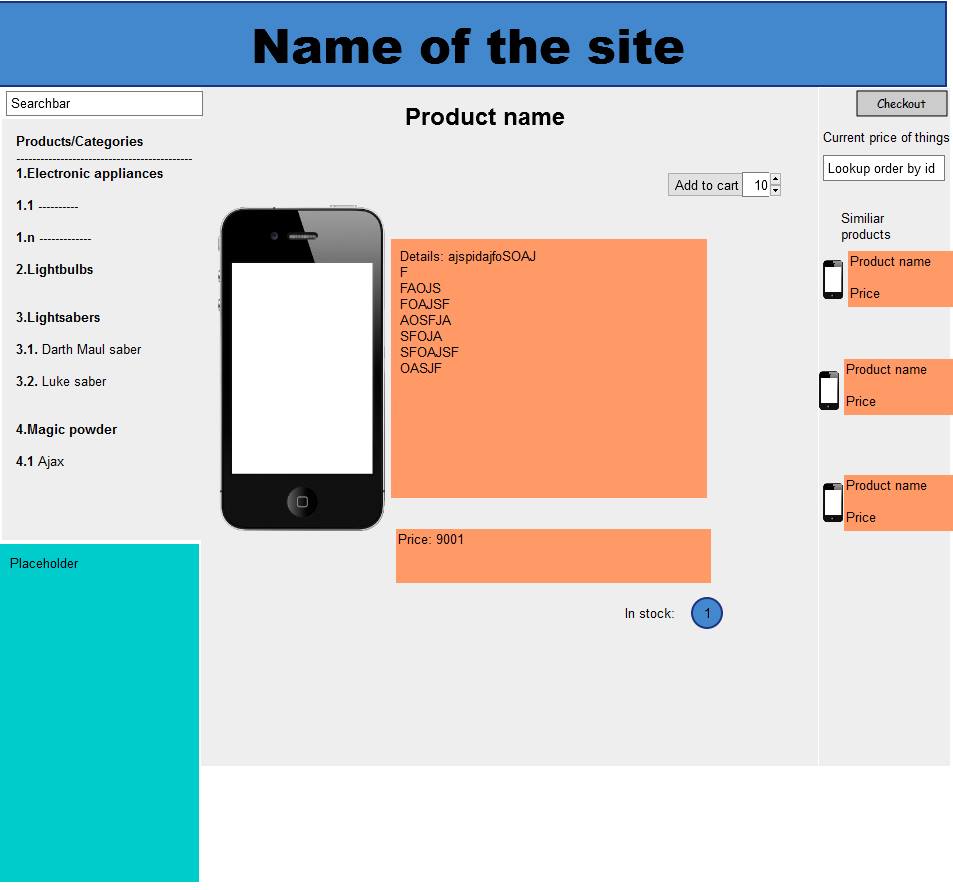 Name of the site
Searchbar
Products/Categories
--------------------------------------------
1.Electronic appliances
1.1 ----------
1.n -------------
2.Lightbulbs
3.Lightsabers
3.1. Darth Maul saber
3.2. Luke saber
4.Magic powder
4.1 Ajax
Placeholder
Product name
Add to cart 10
Details: ajspidajfoSOAJ
F
FAOJS
FOAJSF
AOSFJA
SFOJA
SFOAJSF
OASJF
Price: 9001
In stock: 1
Checkout
Current price of things
Lookup order by id
Similiar
products
Product name
Price
Product name
Price
Product name
Price